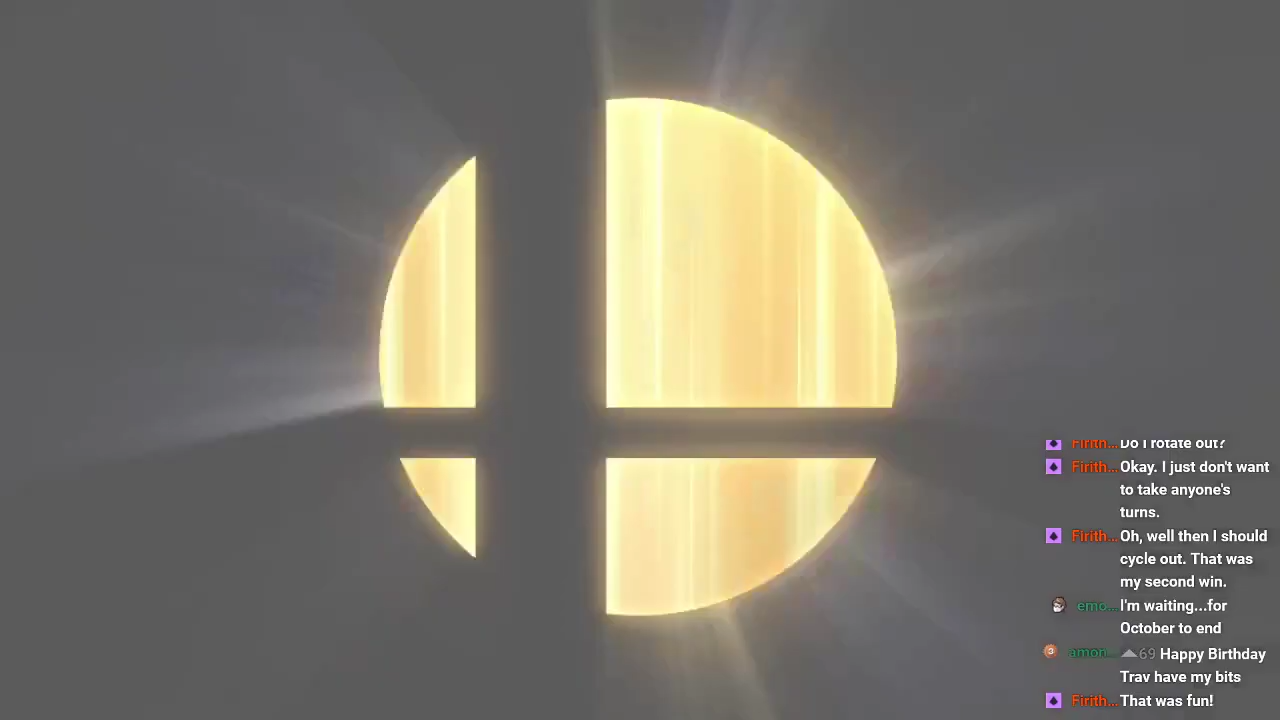 Firith... Do I rotate out?
Firith... Okay. I just don't want
to take anyone's
turns.
Firith... Oh, well then I should
cycle out. That was
my second win.
emo... I'm waiting...for
October to end
amon... 69 Happy Birthday
Trav have my bits
Firith... That was fun!